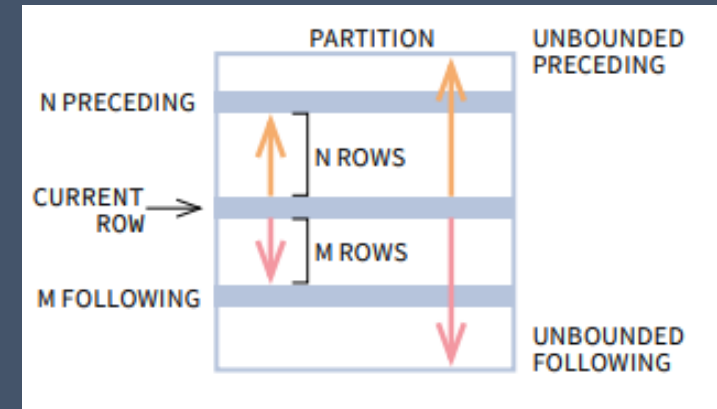 PARTITION
UNBOUNDED
PRECEDING
N PRECEDING
N ROWS
CURRENT
ROW
M ROWS
M FOLLOWING
UNBOUNDED
FOLLOWING